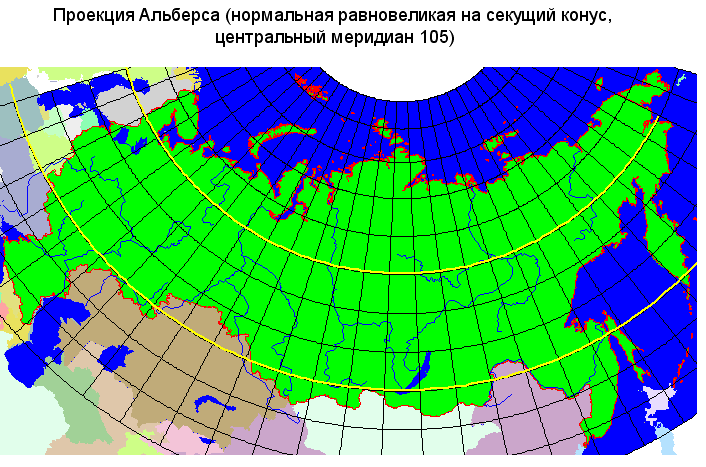 Проекция Альберса (нормальная равновеликая на секущий конус,
центральный меридиан 105)